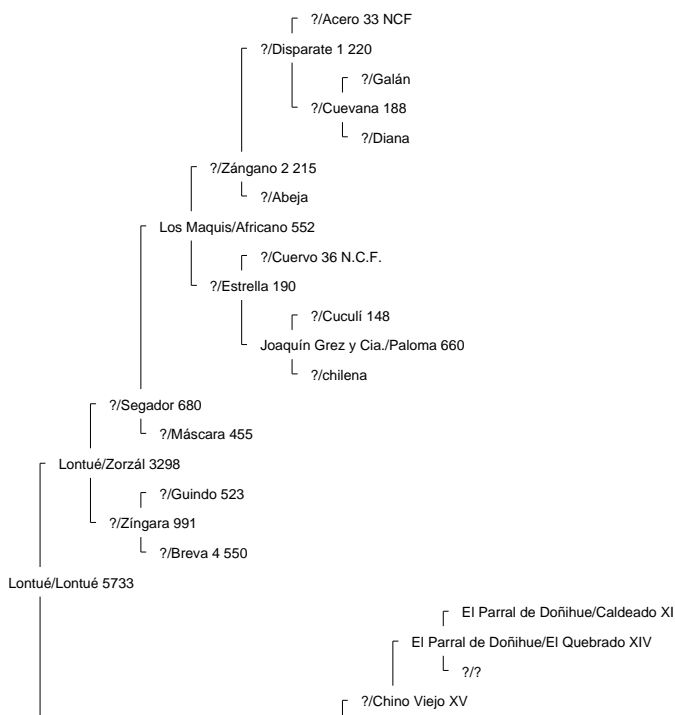 ?/Acero 33 NCF
?/Disparate 1 220
?/Galán
?/Cuevana 188
?/Diana
?/Zángano 2 215
?/Abeja
Los Maquis/Africano 552
?/Cuervo 36 N.C.F.
?/Estrella 190
?/Cuculí 148
Joaquín Grez y Cia./Paloma 660
?/chilena
?/Segador 680
?/Máscara 455
Lontué/Zorzál 3298
?/Guindo 523
?/Zíngara 991
?/Breva 4 550
Lontué/Lontué 5733
El Parral de Doñihue/Caldeado XI
El Parral de Doñihue/El Quebrado XIV
?/?
?/Chino Viejo XV